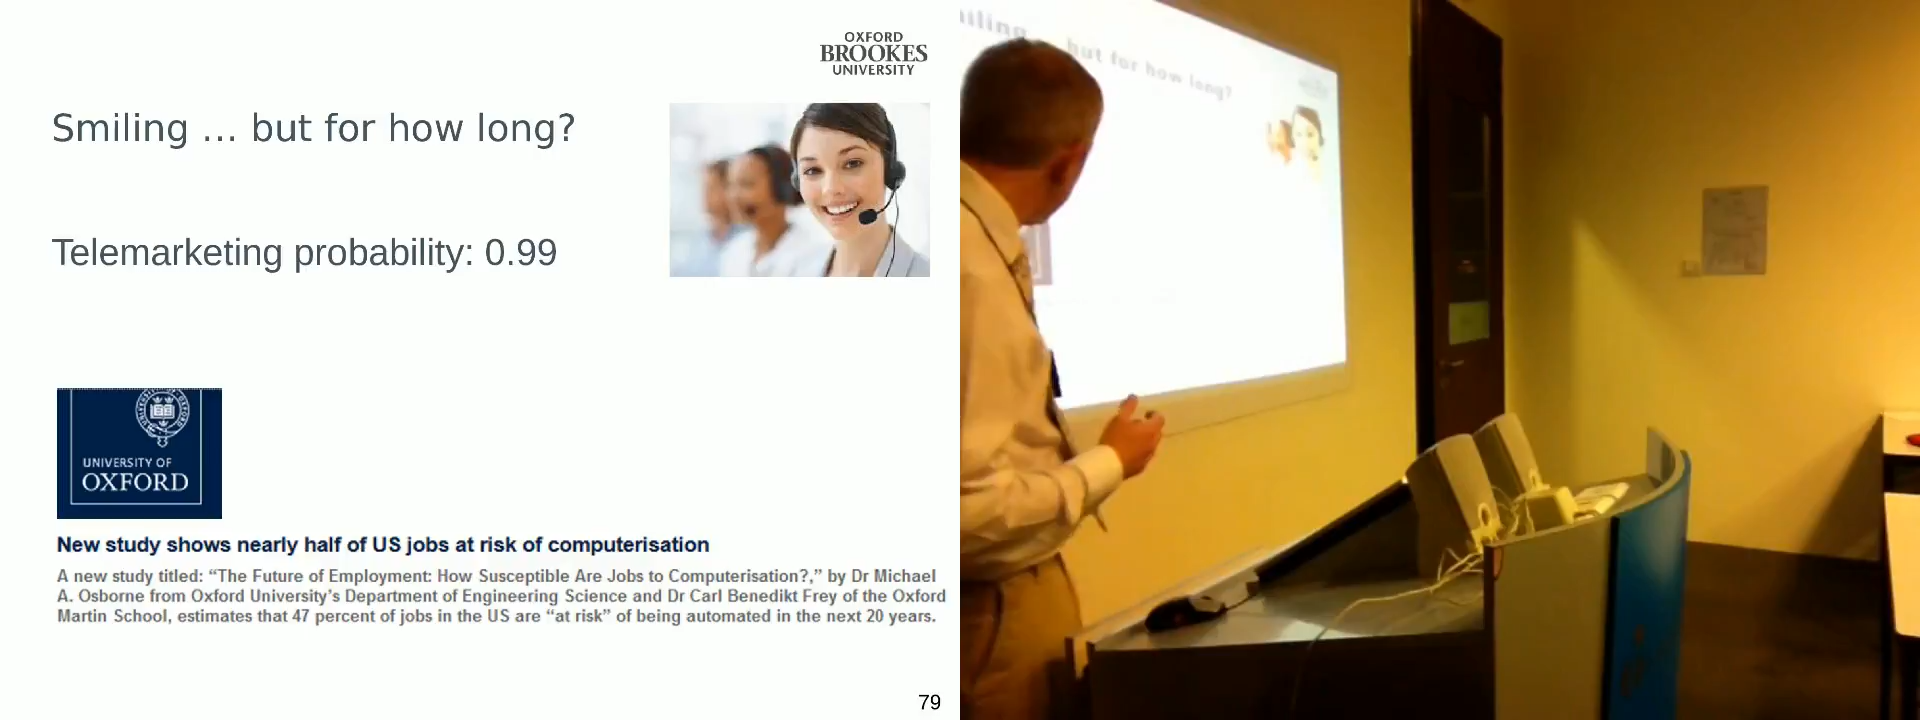 OXFORD
BROOKES
UNIVERSITY
Smiling ... but for how long?
Telemarketing probability: 0.99
UNIVERSITY OF
OXFORD
New study shows nearly half of US jobs at risk of computerisation
A new study titled: “The Future of Employment: How Susceptible Are Jobs to Computerisation?,” by Dr Michael
A. Osborne from Oxford University’s Department of Engineering Science and Dr Carl Benedikt Frey of the Oxford
Martin School, estimates that 47 percent of jobs in the US are “at risk” of being automated in the next 20 years.
79
but for how long?